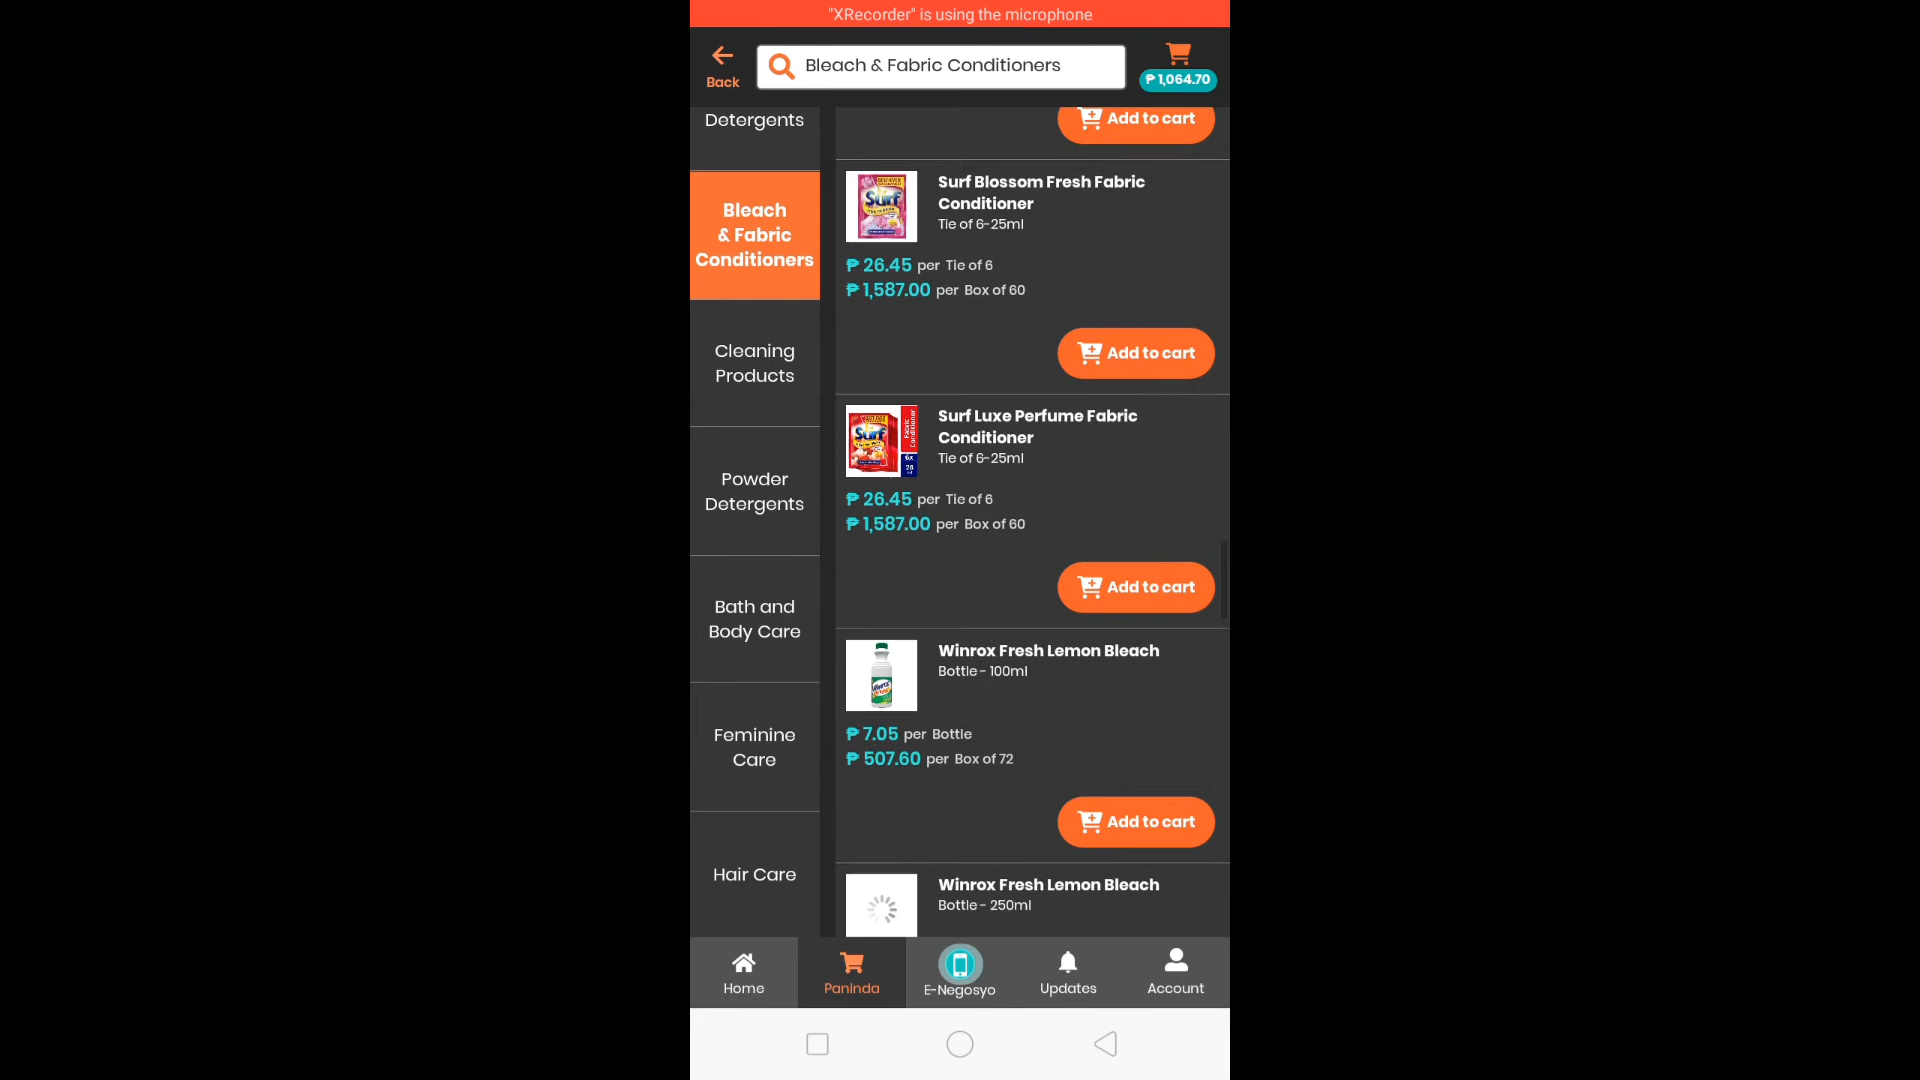 "XRecorder" is using the microphone
Back
Bleach & Fabric Conditioners
₱ 1,064.70
Detergents
Bleach
& Fabric
Conditioners
Cleaning
Products
Powder
Detergents
Bath and
Body Care
Feminine
Care
Hair Care
Add to cart
Surf Blossom Fresh Fabric
Conditioner
Tie of 6-25ml
₱ 26.45 per Tie of 6
₱ 1,587.00 per Box of 60
Add to cart
Surf
Surf Luxe Perfume Fabric
Conditioner
Tie of 6-25ml
Surf
Fabric
Conditioner
₱ 26.45 per Tie of 6
₱ 1,587.00 per Box of 60
Add to cart
Winrox Fresh Lemon Bleach
Bottle - 100ml
₱ 7.05 per Bottle
₱ 507.60 per Box of 72
Add to cart
Winrox Fresh Lemon Bleach
Bottle - 250ml
Home
Paninda
E-Negosyo
Updates
Account